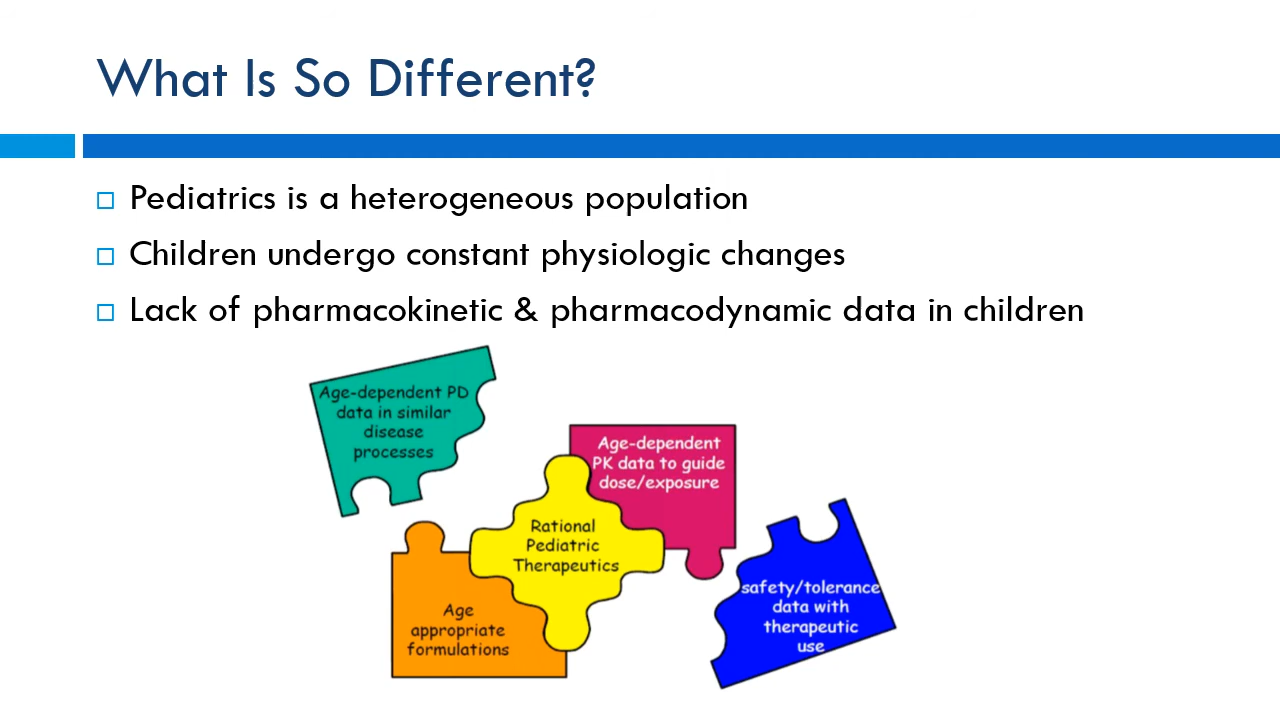 What Is So Different?
Pediatrics is a heterogeneous population
Children undergo constant physiologic changes
Lack of pharmacokinetic & pharmacodynamic data in children
Age-dependent PD
data in similar
disease
processes
Age-dependent
PK data to guide
dose/exposure
Rational
Pediatric
Therapeutics
Age
appropriate
formulations
safety/tolerance
data with
therapeutic
use